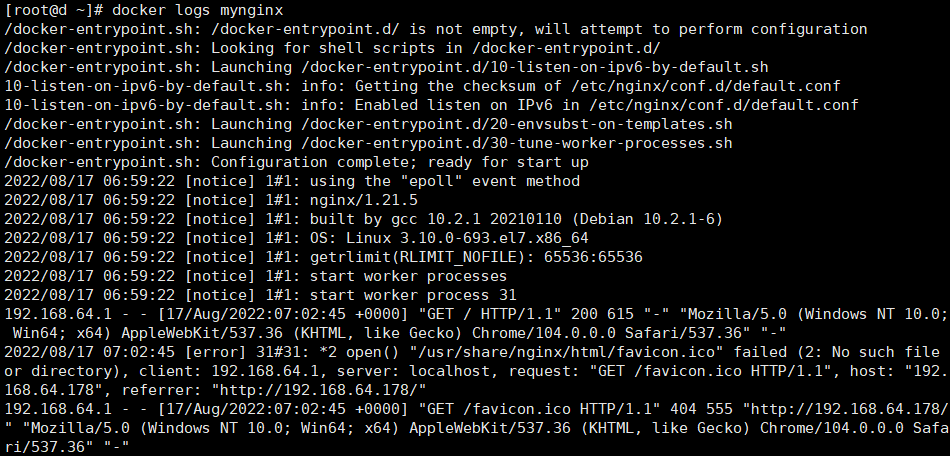 [root@d ~]# docker logs mynginx
/docker-entrypoint.sh: /docker-entrypoint.d/ is not empty, will attempt to perform configuration
/docker-entrypoint.sh: Looking for shell scripts in /docker-entrypoint.d/
/docker-entrypoint.sh: Launching /docker-entrypoint.d/10-listen-on-ipv6-by-default.sh
10-listen-on-ipv6-by-default.sh: info: Getting the checksum of /etc/nginx/conf.d/default.conf
10-listen-on-ipv6-by-default.sh: info: Enabled listen on IPv6 in /etc/nginx/conf.d/default.conf
/docker-entrypoint.sh: Launching /docker-entrypoint.d/20-envsubst-on-templates.sh
/docker-entrypoint.sh: Launching /docker-entrypoint.d/30-tune-worker-processes.sh
/docker-entrypoint.sh: Configuration complete; ready for start up
2022/08/17 06:59:22 [notice] 1#1: using the "epoll" event method
2022/08/17 06:59:22 [notice] 1#1: nginx/1.21.5
2022/08/17 06:59:22 [notice] 1#1: built by gcc 10.2.1 20210110 (Debian 10.2.1-6)
2022/08/17 06:59:22 [notice] 1#1: OS: Linux 3.10.0-693.el7.x86_64
2022/08/17 06:59:22 [notice] 1#1: getrlimit(RLIMIT_NOFILE): 65536:65536
2022/08/17 06:59:22 [notice] 1#1: start worker processes
2022/08/17 06:59:22 [notice] 1#1: start worker process 31
192.168.64.1 - - [17/Aug/2022:07:02:45 +0000] "GET / HTTP/1.1" 200 615 "-" "Mozilla/5.0 (Windows NT 10.0;
 Win64; x64) AppleWebKit/537.36 (KHTML, like Gecko) Chrome/104.0.0.0 Safari/537.36" "-"
2022/08/17 07:02:45 [error] 31#31: *2 open() "/usr/share/nginx/html/favicon.ico" failed (2: No such file
or directory), client: 192.168.64.1, server: localhost, request: "GET /favicon.ico HTTP/1.1", host: "192.
168.64.178", referrer: "http://192.168.64.178/"
192.168.64.1 - - [17/Aug/2022:07:02:45 +0000] "GET /favicon.ico HTTP/1.1" 404 555 "http://192.168.64.178/
" "Mozilla/5.0 (Windows NT 10.0; Win64; x64) AppleWebKit/537.36 (KHTML, like Gecko) Chrome/104.0.0.0 Safa
ri/537.36" "-"